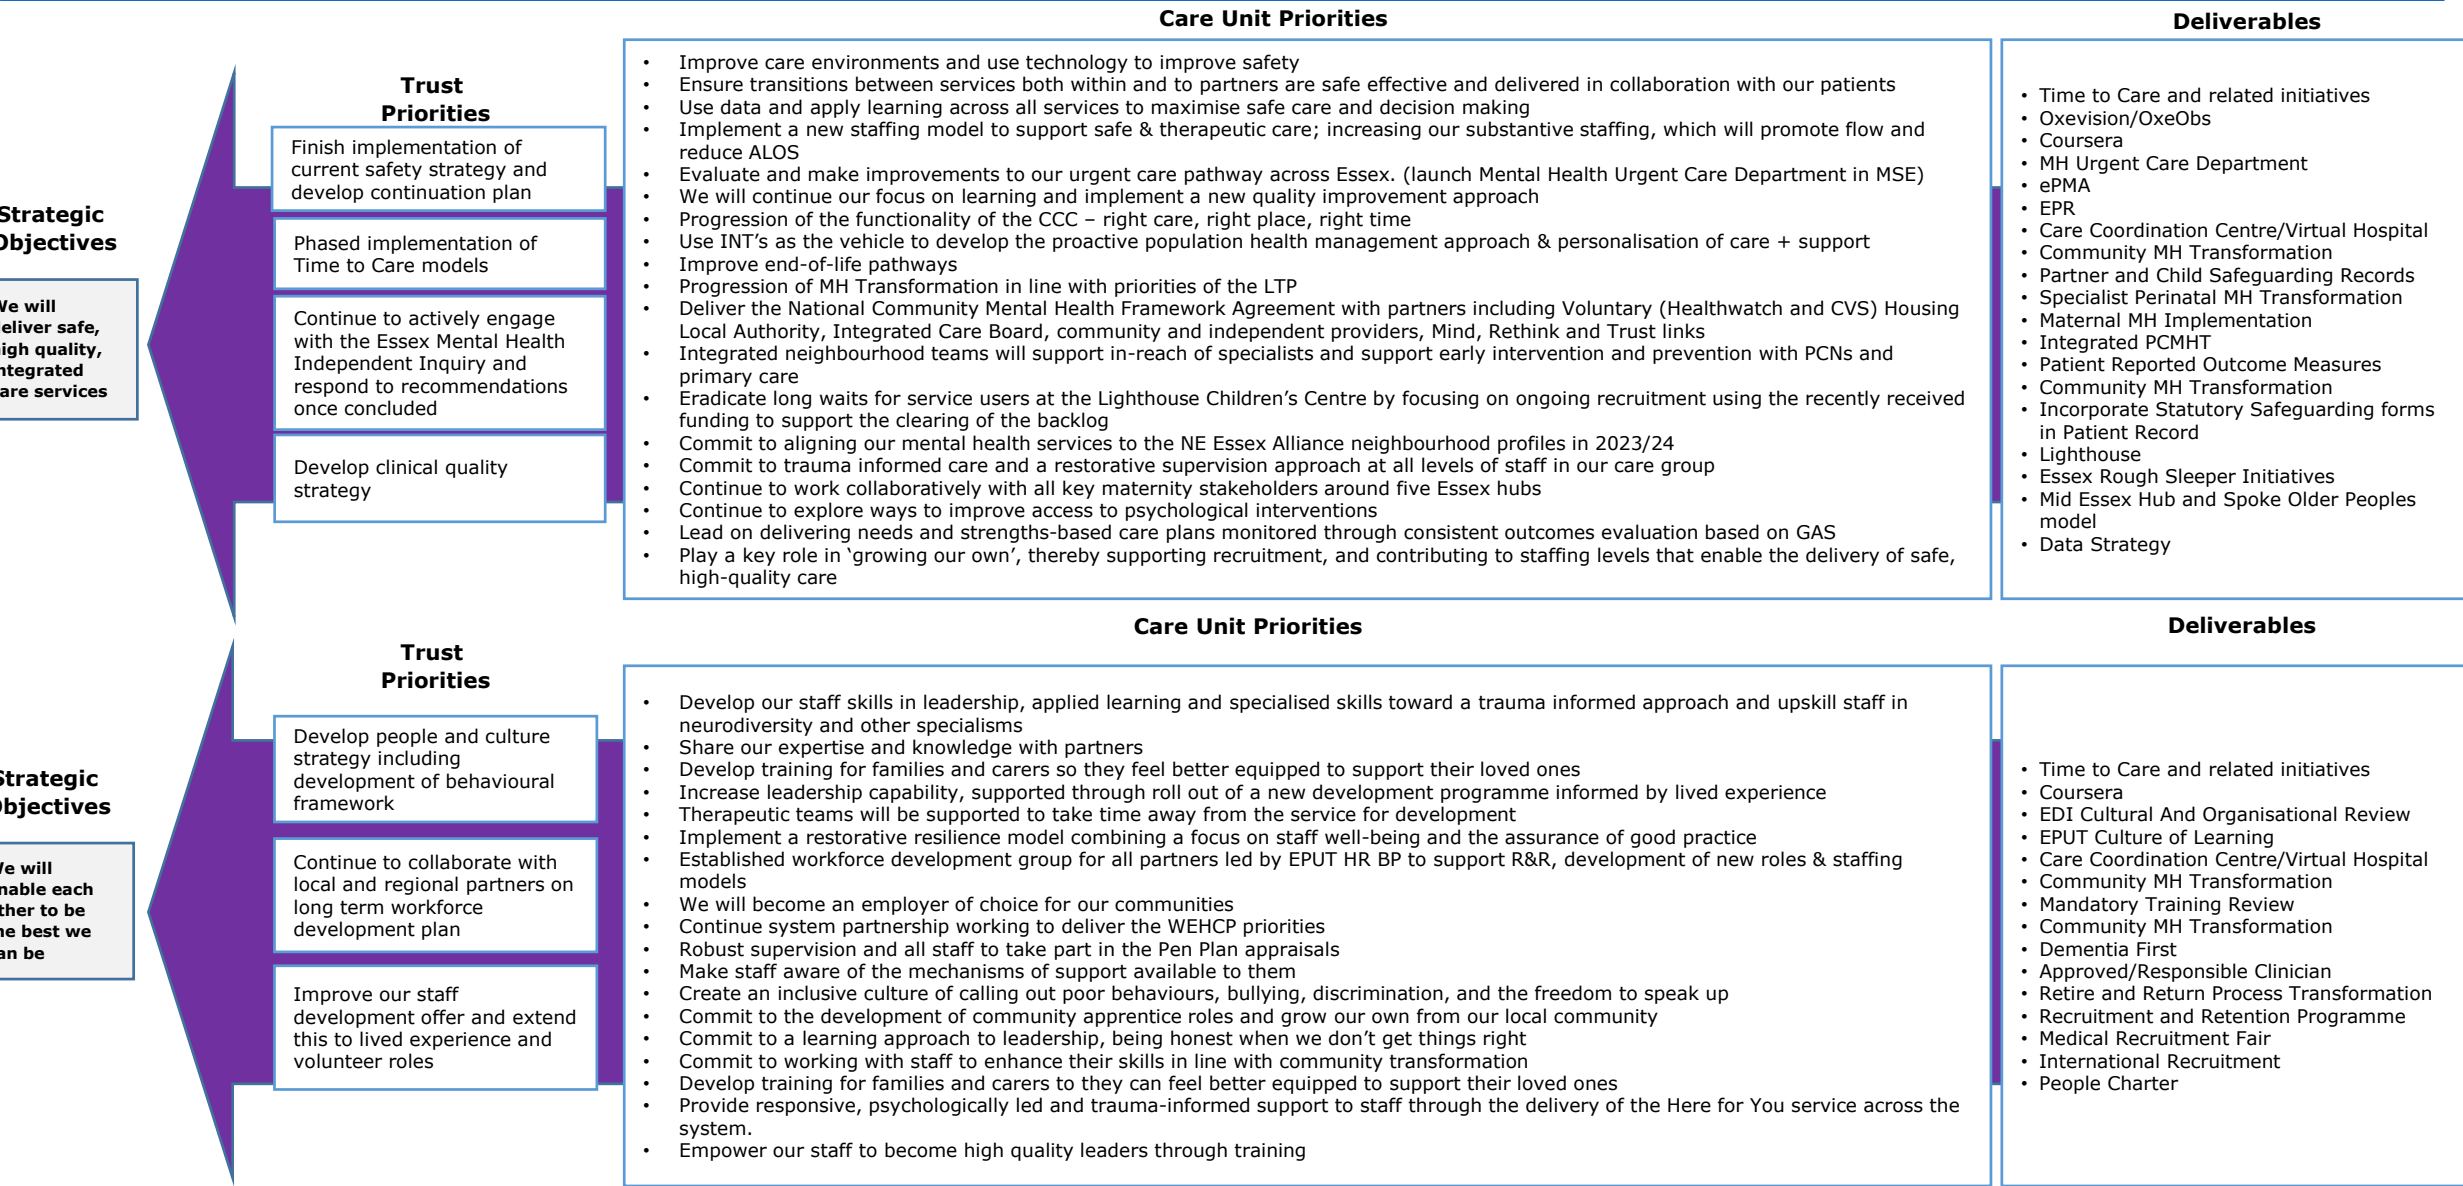 Care Unit Priorities
Deliverables
Strategic
Objectives
We will
deliver safe,
high quality,
integrated
care services
Trust
Priorities
Finish implementation of
current safety strategy and
develop continuation plan
Phased implementation of
Time to Care models
Continue to actively engage
with the Essex Mental Health
Independent Inquiry and
respond to recommendations
once concluded
Develop clinical quality
strategy
• Improve care environments and use technology to improve safety
• Ensure transitions between services both within and to partners are safe effective and delivered in collaboration with our patients
• Use data and apply learning across all services to maximise safe care and decision making
• Implement a new staffing model to support safe & therapeutic care; increasing our substantive staffing, which will promote flow and
reduce ALOS
• Evaluate and make improvements to our urgent care pathway across Essex. (launch Mental Health Urgent Care Department in MSE)
• We will continue our focus on learning and implement a new quality improvement approach
• Progression of the functionality of the CCC – right care, right place, right time
• Use INT’s as the vehicle to develop the proactive population health management approach & personalisation of care + support
• Improve end-of-life pathways
• Progression of MH Transformation in line with priorities of the LTP
• Deliver the National Community Mental Health Framework Agreement with partners including Voluntary (Healthwatch and CVS) Housing
Local Authority, Integrated Care Board, community and independent providers, Mind, Rethink and Trust links
• Integrated neighbourhood teams will support in-reach of specialists and support early intervention and prevention with PCNs and
primary care
• Eradicate long waits for service users at the Lighthouse Children’s Centre by focusing on ongoing recruitment using the recently received
funding to support the clearing of the backlog
• Commit to aligning our mental health services to the NE Essex Alliance neighbourhood profiles in 2023/24
• Commit to trauma informed care and a restorative supervision approach at all levels of staff in our care group
• Continue to work collaboratively with all key maternity stakeholders around five Essex hubs
• Continue to explore ways to improve access to psychological interventions
• Lead on delivering needs and strengths-based care plans monitored through consistent outcomes evaluation based on GAS
• Play a key role in ‘growing our own’, thereby supporting recruitment, and contributing to staffing levels that enable the delivery of safe,
high-quality care
• Time to Care and related initiatives
• Oxevision/OxeObs
• Coursera
• MH Urgent Care Department
• ePMA
• EPR
• Care Coordination Centre/Virtual Hospital
• Community MH Transformation
• Partner and Child Safeguarding Records
• Specialist Perinatal MH Transformation
• Maternal MH Implementation
• Integrated PCMHT
• Patient Reported Outcome Measures
• Community MH Transformation
• Incorporate Statutory Safeguarding forms
in Patient Record
• Lighthouse
• Essex Rough Sleeper Initiatives
• Mid Essex Hub and Spoke Older Peoples
model
• Data Strategy
Care Unit Priorities
Deliverables
Strategic
Objectives
We will
enable each
other to be
the best we
can be
Trust
Priorities
Develop people and culture
strategy including
development of behavioural
framework
Continue to collaborate with
local and regional partners on
long term workforce
development plan
Improve our staff
development offer and extend
this to lived experience and
volunteer roles
• Develop our staff skills in leadership, applied learning and specialised skills toward a trauma informed approach and upskill staff in
neurodiversity and other specialisms
• Share our expertise and knowledge with partners
• Develop training for families and carers so they feel better equipped to support their loved ones
• Increase leadership capability, supported through roll out of a new development programme informed by lived experience
• Therapeutic teams will be supported to take time away from the service for development
• Implement a restorative resilience model combining a focus on staff well-being and the assurance of good practice
• Established workforce development group for all partners led by EPUT HR BP to support R&R, development of new roles & staffing
models
• We will become an employer of choice for our communities
• Continue system partnership working to deliver the WEHCP priorities
• Robust supervision and all staff to take part in the Pen Plan appraisals
• Make staff aware of the mechanisms of support available to them
• Create an inclusive culture of calling out poor behaviours, bullying, discrimination, and the freedom to speak up
• Commit to the development of community apprentice roles and grow our own from our local community
• Commit to a learning approach to leadership, being honest when we don’t get things right
• Commit to working with staff to enhance their skills in line with community transformation
• Develop training for families and carers to they can feel better equipped to support their loved ones
• Provide responsive, psychologically led and trauma-informed support to staff through the delivery of the Here for You service across the
system.
• Empower our staff to become high quality leaders through training
• Time to Care and related initiatives
• Coursera
• EDI Cultural And Organisational Review
• EPUT Culture of Learning
• Care Coordination Centre/Virtual Hospital
• Community MH Transformation
• Mandatory Training Review
• Community MH Transformation
• Dementia First
• Approved/Responsible Clinician
• Retire and Return Process Transformation
• Recruitment and Retention Programme
• Medical Recruitment Fair
• International Recruitment
• People Charter